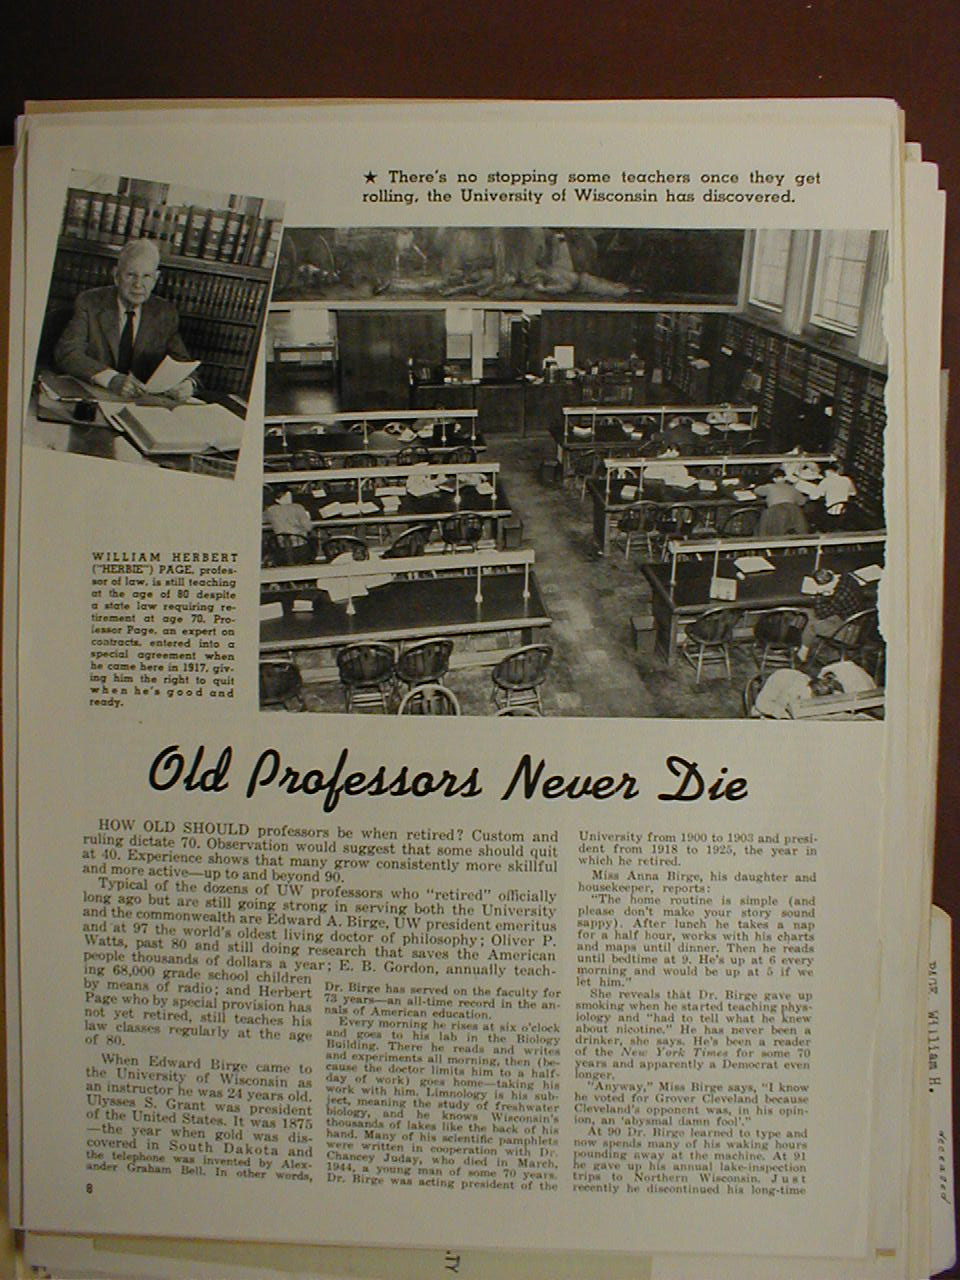 ★ There's no stopping some teachers once they get
rolling, the University of Wisconsin has discovered.
WILLIAM HERBERT
("HERBIE") PAGE, profes-
sor of law, is still teaching
at the age of 80 despite
a state law requiring re-
tirement at age 70. Pro-
fessor Page, an expert on
contracts, entered into a
special agreement when
he came here in 1917, giv-
ing him the right to quit
when he's good and
ready.
Old Professors Never Die
HOW OLD SHOULD professors be when retired? Custom and
ruling dictate 70. Observation would suggest that some should quit
at 40. Experience shows that many grow consistently more skillful
and more active—up to and beyond 90.
Typical of the dozens of UW professors who "retired" officially
long ago but are still going strong in serving both the University
and the commonwealth are Edward A. Birge, UW president emeritus
and at 97 the world's oldest living doctor of philosophy; Oliver P.
Watts, past 80 and still doing research that saves the American
people thousands of dollars a year; E. B. Gordon, annually teach-
ing 68,000 grade school children
by means of radio; and Herbert
Page who by special provision has
not yet retired, still teaches his
law classes regularly at the age
of 80.
When Edward Birge came to
the University of Wisconsin as
an instructor he was 24 years old.
Ulysses S. Grant was president
of the United States. It was 1875
—the year when gold was dis-
covered in South Dakota and
the telephone was invented by Alex-
ander Graham Bell. In other words,
8
Dr. Birge has served on the faculty for
73 years—an all-time record in the an-
nals of American education.
Every morning he rises at six o'clock
and goes to his lab in the Biology
Building. There he reads and writes
and experiments all morning, then (be-
cause the doctor limits him to a half-
day of work) goes home—taking his
work with him. Limnology is his sub-
ject, meaning the study of freshwater
biology, and he knows Wisconsin's
thousands of lakes like the back of his
hand. Many of his scientific pamphlets
were written in cooperation with Dr.
Chancey Juday, who died in March,
1944, a young man of some 70 years.
Dr. Birge was acting president of the
University from 1900 to 1903 and presi-
dent from 1918 to 1925, the year in
which he retired.
Miss Anna Birge, his daughter and
housekeeper, reports:
"The home routine is simple (and
please don't make your story sound
sappy). After lunch he takes a nap
for a half hour, works with his charts
and maps until dinner. Then he reads
until bedtime at 9. He's up at 6 every
morning and would be up at 5 if we
let him."
She reveals that Dr. Birge gave up
smoking when he started teaching phys-
iology and "had to tell what he knew
about nicotine." He has never been a
drinker, she says. He's been a reader
of the New York Times for some 70
years and apparently a Democrat even
longer.
"Anyway," Miss Birge says, "I know
he voted for Grover Cleveland because
Cleveland's opponent was, in his opin-
ion, an 'abysmal damn fool'."
At 90 Dr. Birge learned to type and
now spends many of his waking hours
pounding away at the machine. At 91
he gave up his annual lake-inspection
trips to Northern Wisconsin. Just
recently he discontinued his long-time
William H.
Deceased
TY